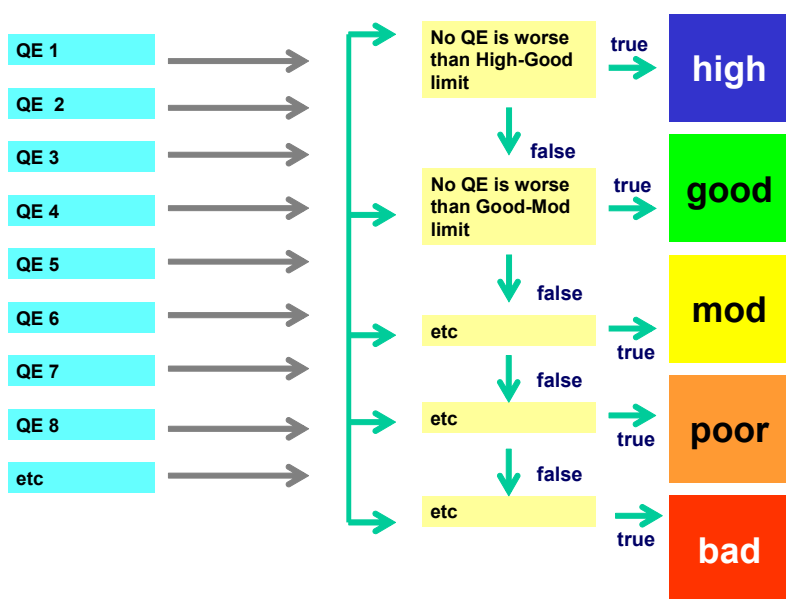 QE 1
QE 2
QE 3
QE 4
QE 5
QE 6
QE 7
QE 8
etc
No QE is worse
than High-Good
limit
true
high
false
No QE is worse
than Good-Mod
limit
true
good
false
etc
true
mod
false
etc
true
poor
false
etc
true
bad